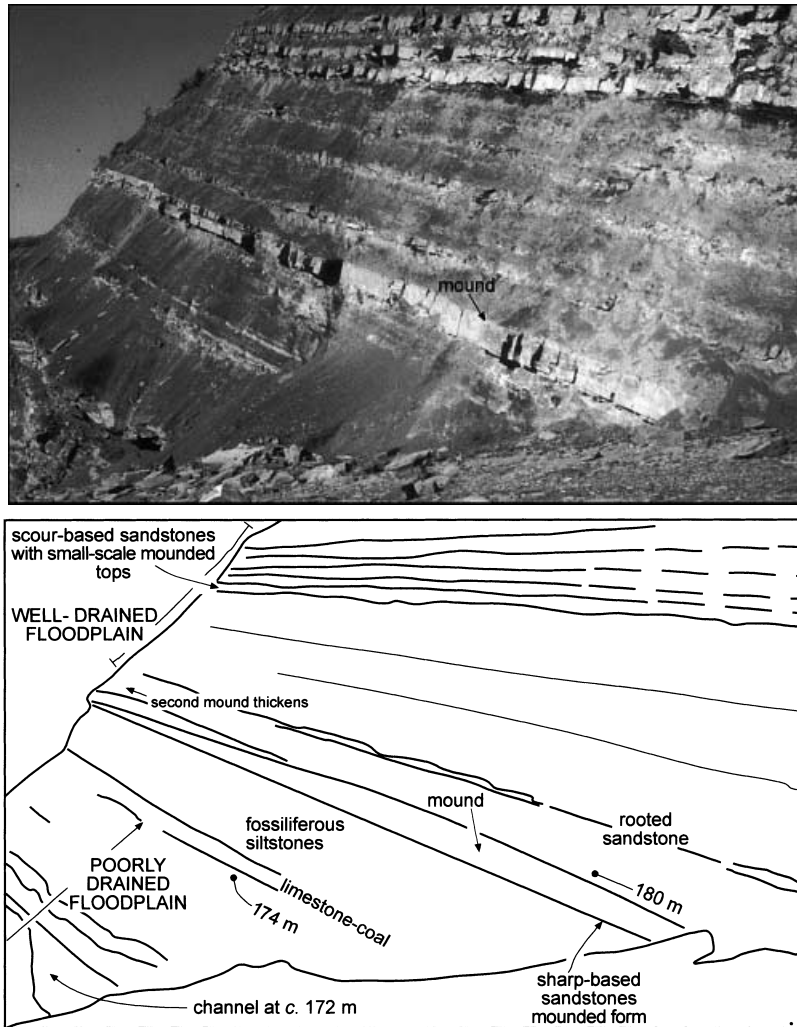 mound
scour-based sandstones
with small-scale mounded
tops
WELL- DRAINED
FLOODPLAIN
second mound thickens
mound
rooted
sandstone
fossiliferous
siltstones
POORLY
DRAINED
FLOODPLAIN
limestone-coal
174 m
180 m
sharp-based
sandstones
mounded form
channel at c. 172 m